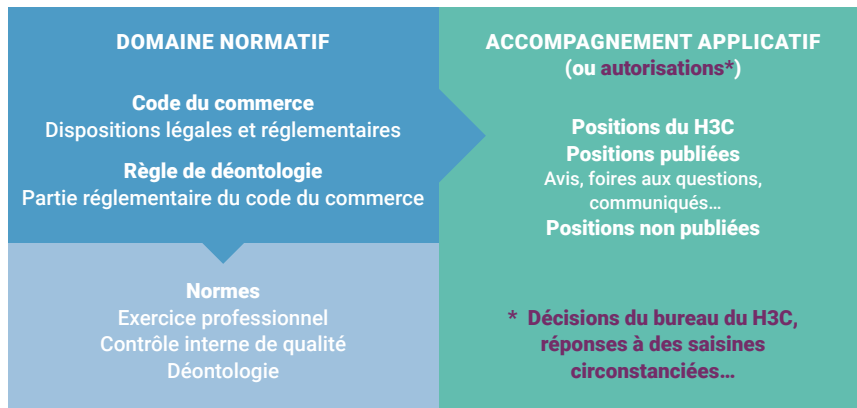 DOMAINE NORMATIF
Code du commerce
Dispositions légales et réglementaires
Règle de déontologie
Partie réglementaire du code du commerce
Normes
Exercice professionnel
Contrôle interne de qualité
Déontologie
ACCOMPAGNEMENT APPLICATIF
(ou autorisations*)
Positions du H3C
Positions publiées
Avis, foires aux questions,
communiqués…
Positions non publiées
* Décisions du bureau du H3C,
réponses à des saisines
circonstanciées…